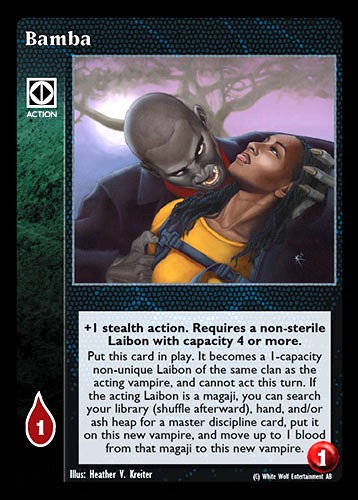 Bamba
ACTION
+1 stealth action. Requires a non-sterile
Laibon with capacity 4 or more.
Put this card in play. It becomes a 1-capacity
non-unique Laibon of the same clan as the
acting vampire, and cannot act this turn. If
the acting Laibon is a magaji, you can search
your library (shuffle afterward), hand, and/or
ash heap for a master discipline card, put it
on this new vampire, and move up to 1 blood
from that magaji to this new vampire.
1
1
Illus: Heather V. Kreiter
(C) White Wolf Entertainment AB